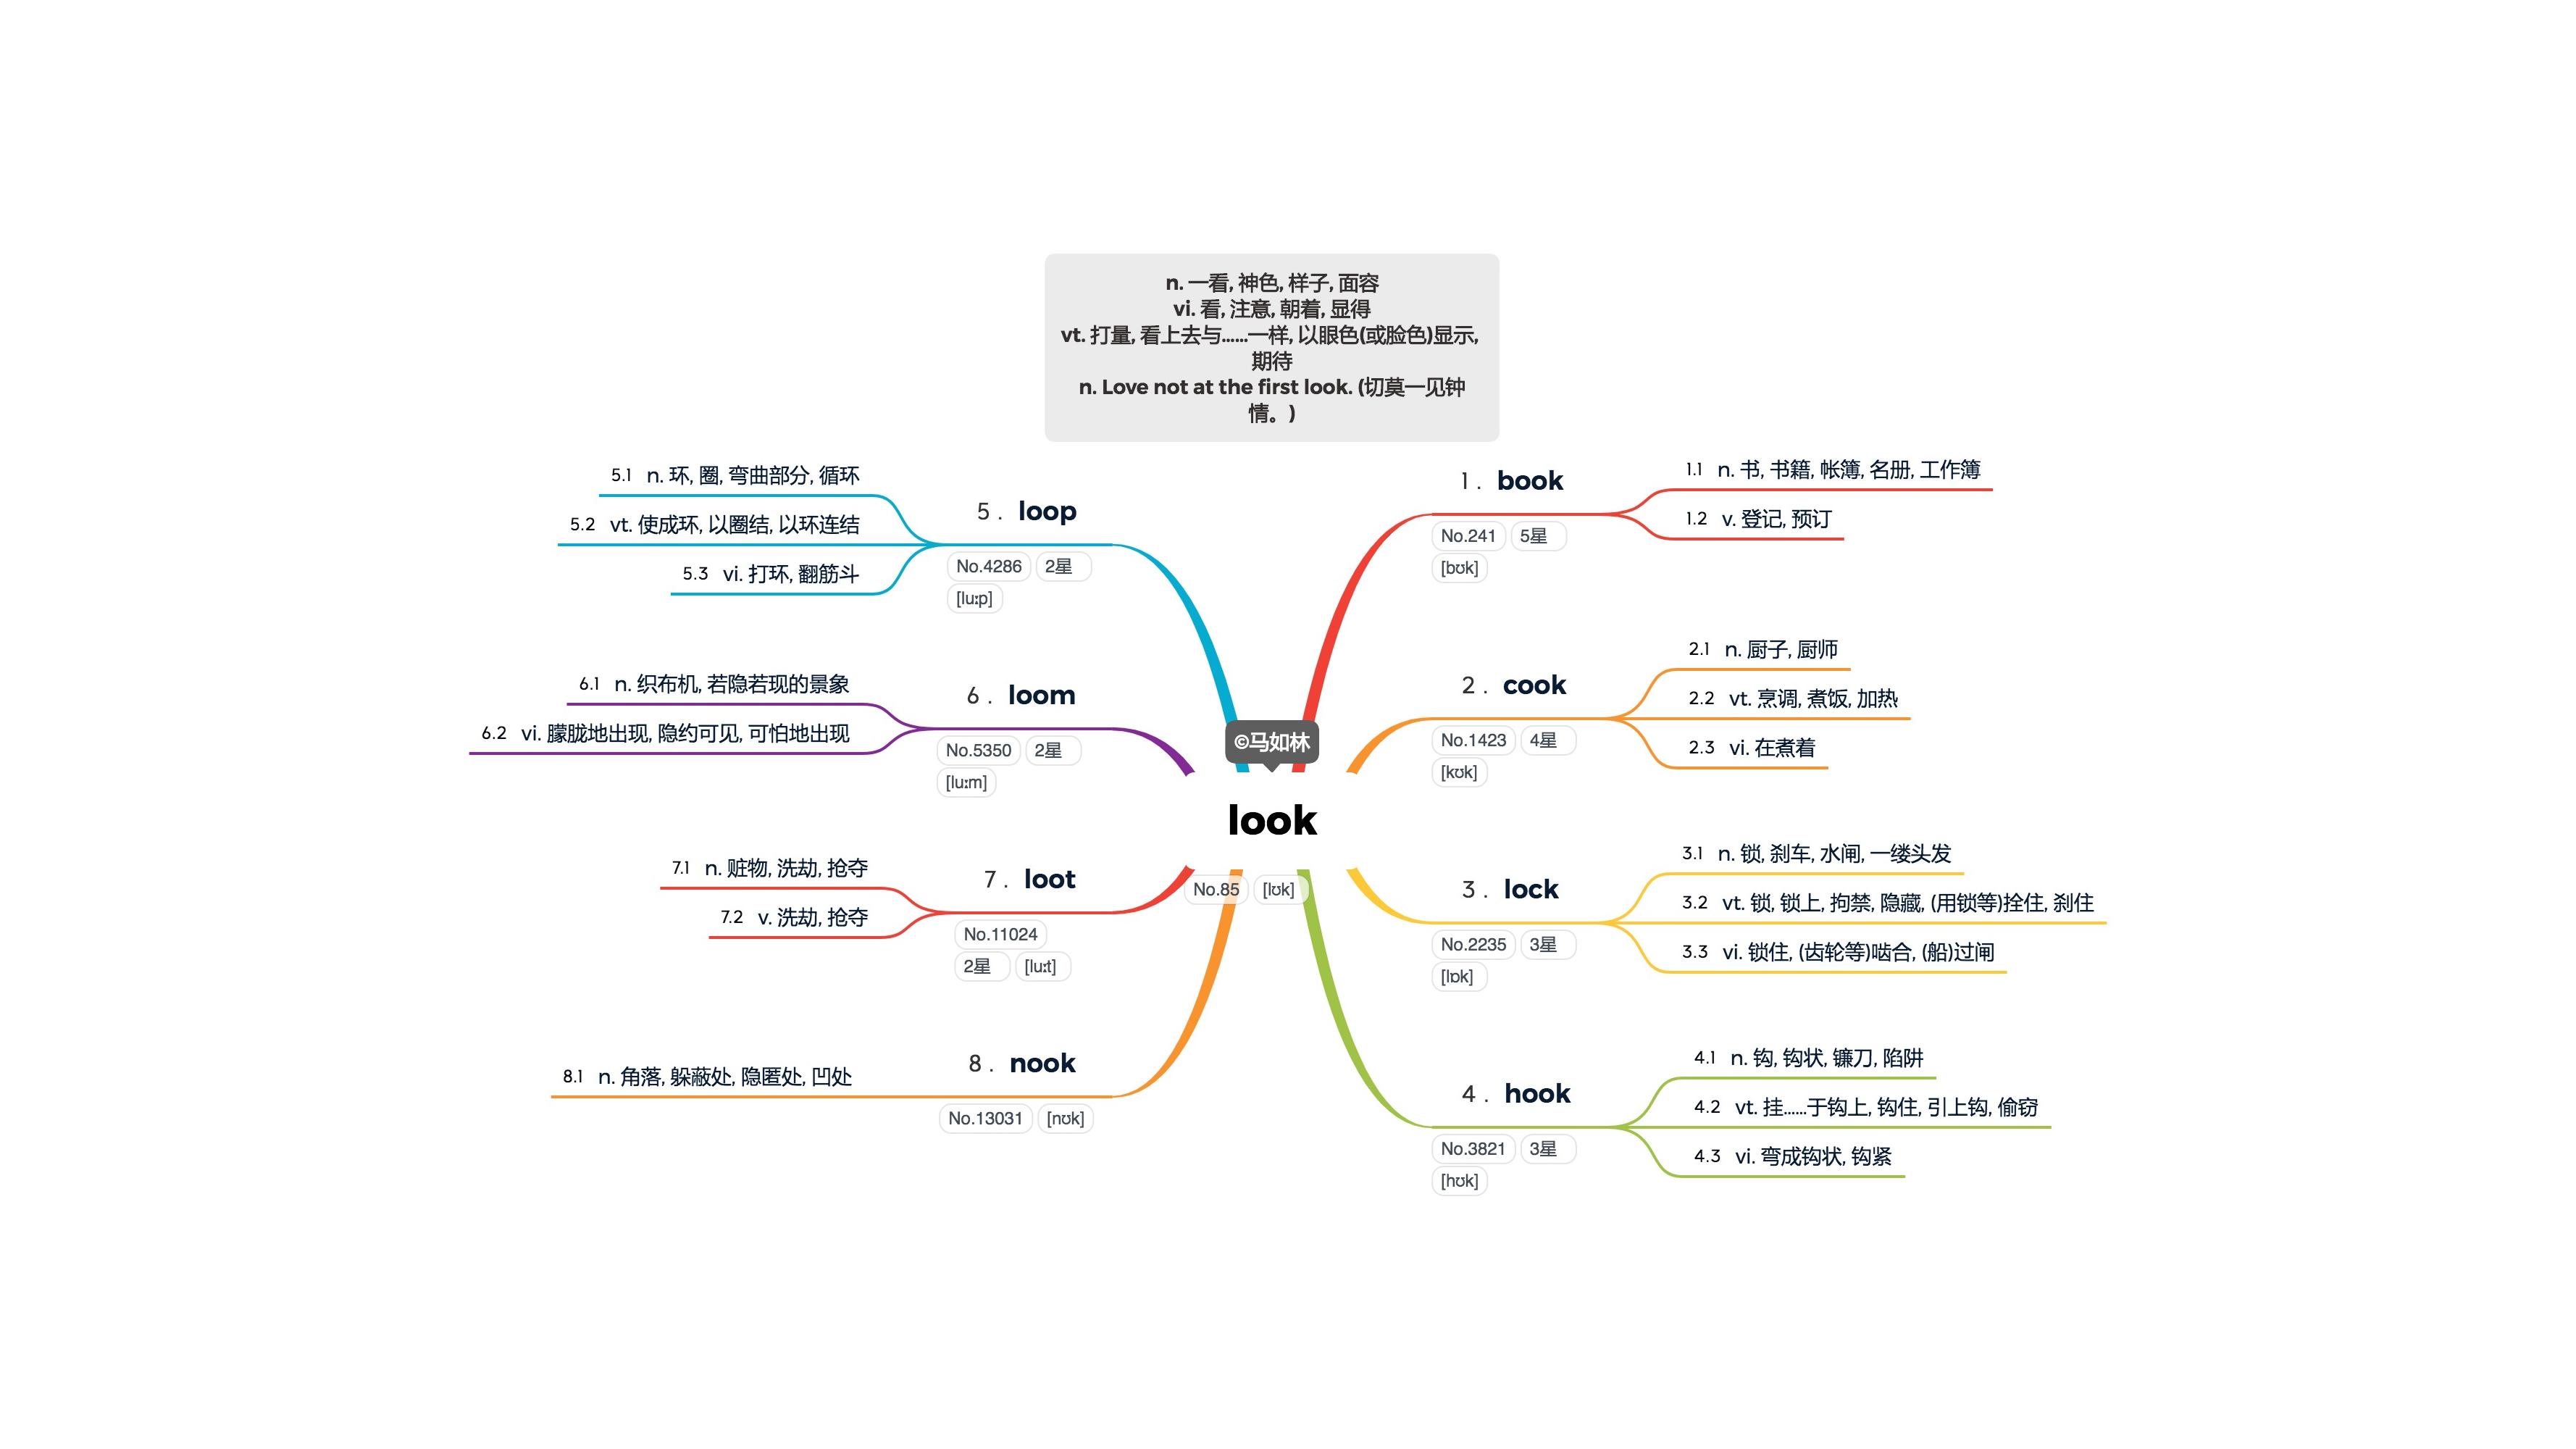 n. 一看, 神色, 样子, 面容
vi. 看, 注意, 朝着, 显得
vt. 打量, 看上去与……一样, 以眼色(或脸色)显示,
期待
n. Love not at the first look. (切莫一见钟
情。)
©马如林
look
No.85 [lʊk]
1. book
No.241 5星
[bʊk]
1.1 n. 书, 书籍, 帐簿, 名册, 工作簿
1.2 v. 登记, 预订
2. cook
No.1423 4星
[kʊk]
2.1 n. 厨子, 厨师
2.2 vt. 烹调, 煮饭, 加热
2.3 vi. 在煮着
3. lock
No.2235 3星
[lɒk]
3.1 n. 锁, 刹车, 水闸, 一缕头发
3.2 vt. 锁, 锁上, 拘禁, 隐藏, (用锁等)拴住, 刹住
3.3 vi. 锁住, (齿轮等)啮合, (船)过闸
4. hook
No.3821 3星
[hʊk]
4.1 n. 钩, 钩状, 镰刀, 陷阱
4.2 vt. 挂……于钩上, 钩住, 引上钩, 偷窃
4.3 vi. 弯成钩状, 钩紧
5. loop
No.4286 2星
[luːp]
5.1 n. 环, 圈, 弯曲部分, 循环
5.2 vt. 使成环, 以圈结, 以环连结
5.3 vi. 打环, 翻筋斗
6. loom
No.5350 2星
[luːm]
6.1 n. 织布机, 若隐若现的景象
6.2 vi. 朦胧地出现, 隐约可见, 可怕地出现
7. loot
No.11024
2星 [luːt]
7.1 n. 赃物, 洗劫, 抢夺
7.2 v. 洗劫, 抢夺
8. nook
No.13031 [nʊk]
8.1 n. 角落, 躲蔽处, 隐匿处, 凹处